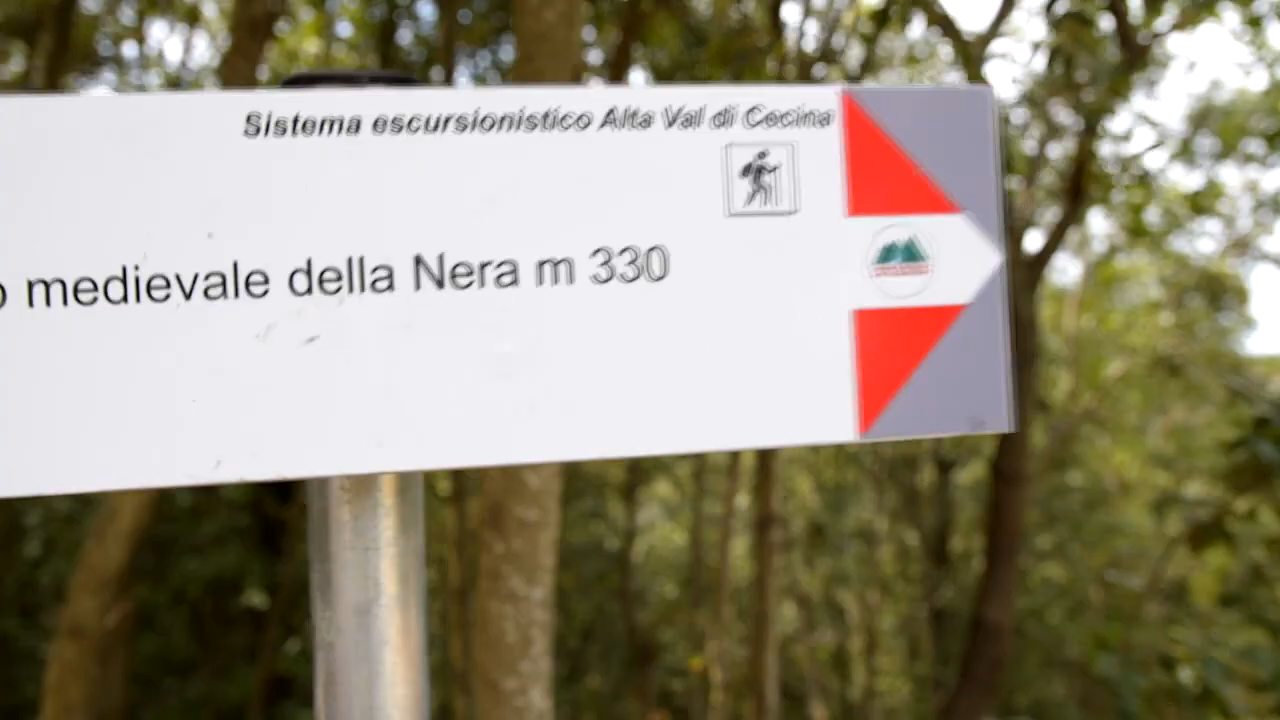 Sistema escursionistico Alta Val di Cecina
medievale della Nera m 330